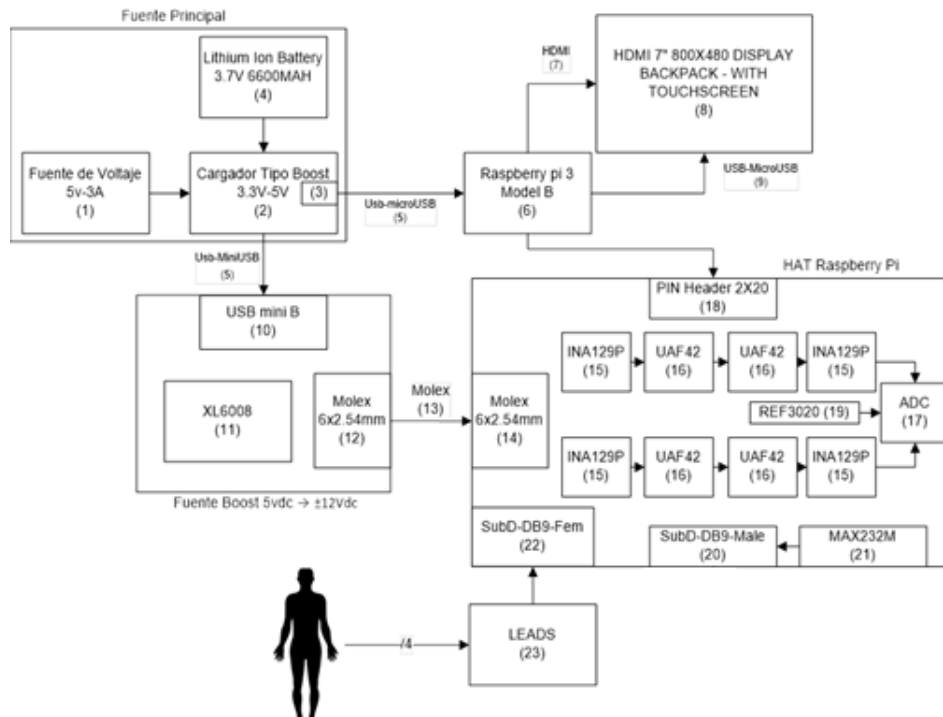 Fuente Principal
Lithium Ion Battery
3.7V 6600MAH
(4)
Fuente de Voltaje
5v-3A
(1)
Cargador Tipo Boost
3.3V-5V
(2)
(3)
Usb-microUSB
(5)
HDMI
(7)
HDMI 7" 800X480 DISPLAY
BACKPACK - WITH
TOUCHSCREEN
(8)
Raspberry pi 3
Model B
(6)
USB-MicroUSB
(9)
Usb-MiniUSB
(5)
USB mini B
(10)
XL6008
(11)
Molex
6x2.54mm
(12)
Fuente Boost 5vdc → ±12Vdc
Molex
(13)
HAT Raspberry Pi
PIN Header 2X20
(18)
Molex
6x2.54mm
(14)
INA129P
(15)
UAF42
(16)
UAF42
(16)
INA129P
(15)
REF3020 (19)
ADC
(17)
INA129P
(15)
UAF42
(16)
UAF42
(16)
INA129P
(15)
SubD-DB9-Fem
(22)
SubD-DB9-Male
(20)
MAX232M
(21)
/4
LEADS
(23)